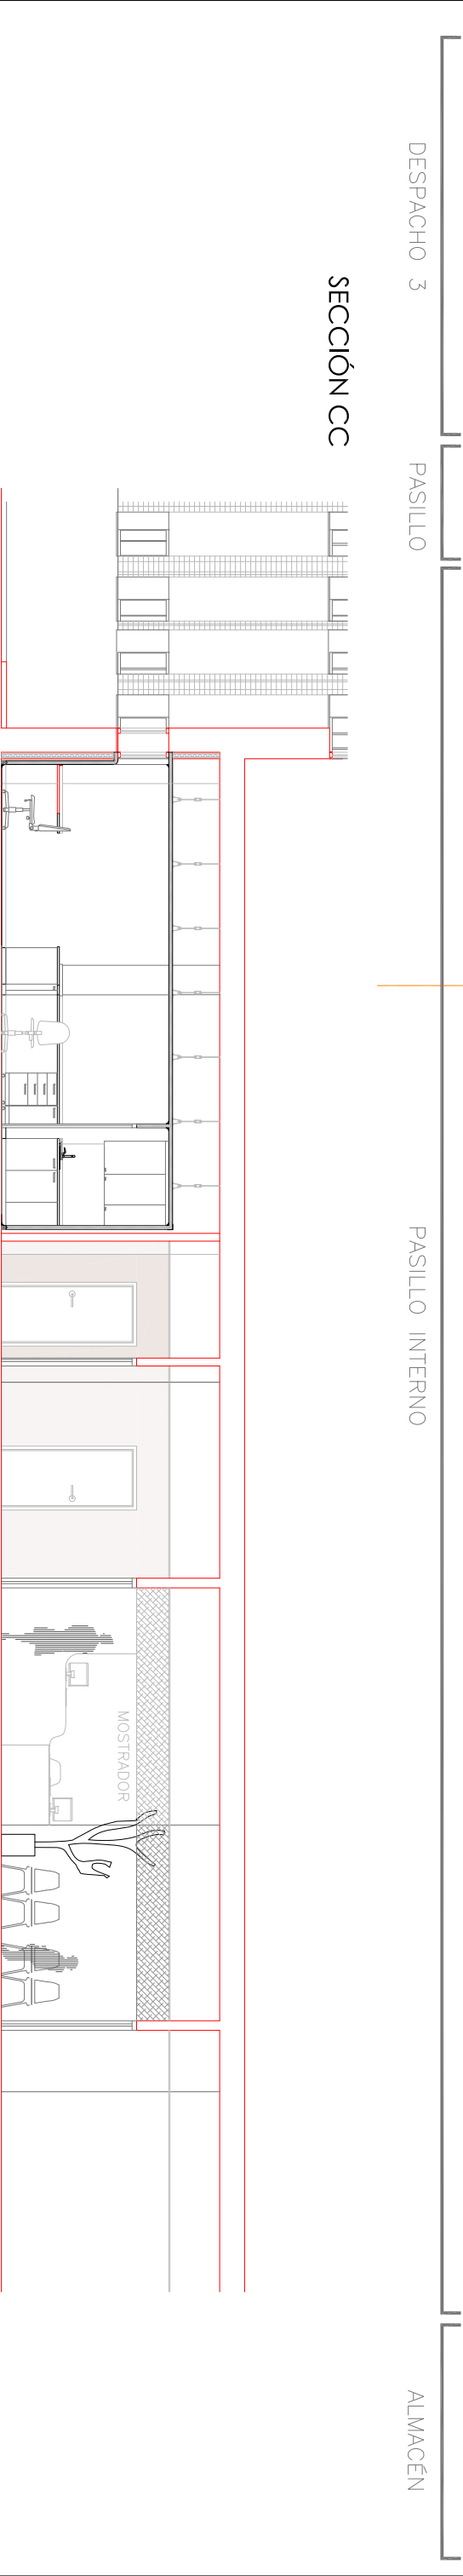 DESPACHO 3
PASILLO
PASILLO INTERNO
ALMACÉN
SECCIÓN CC
MOSTRADOR